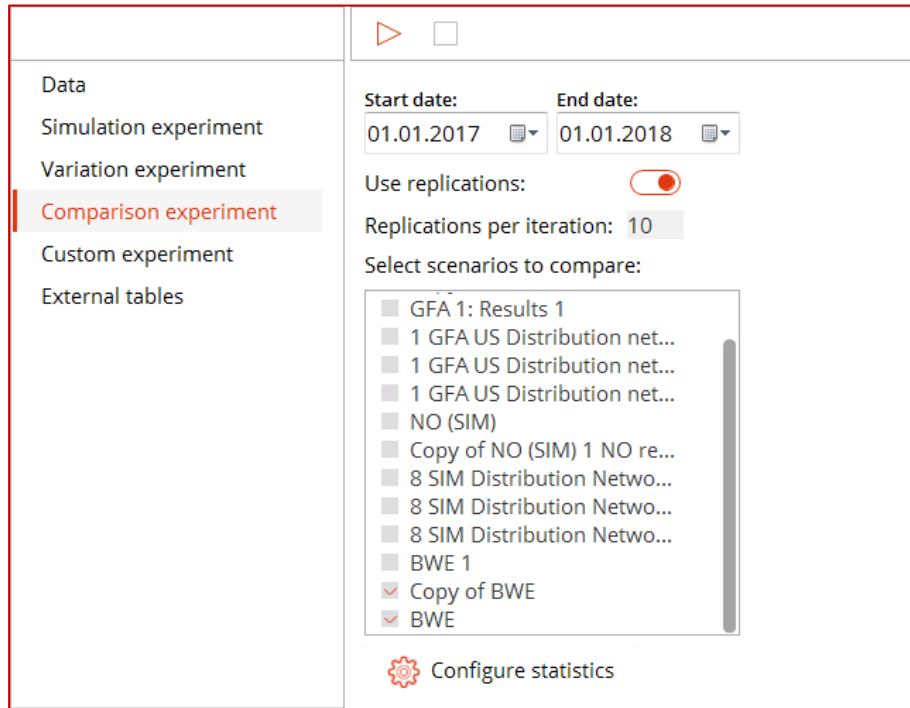 Data
Simulation experiment
Variation experiment
Comparison experiment
Custom experiment
External tables
Start date: End date:
01.01.2017 01.01.2018
Use replications:
Replications per iteration: 10
Select scenarios to compare:
GFA 1: Results 1
1 GFA US Distribution net...
1 GFA US Distribution net...
1 GFA US Distribution net...
NO (SIM)
Copy of NO (SIM) 1 NO re...
8 SIM Distribution Netwo...
8 SIM Distribution Netwo...
8 SIM Distribution Netwo...
BWE 1
Copy of BWE
BWE
Configure statistics